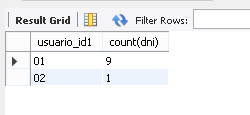 Result Grid Filter Rows:
usuario_id1 count(dni)
01 9
02 1